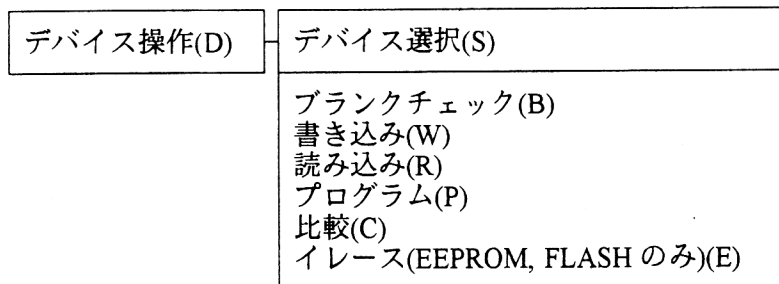 デバイス操作(D)
デバイス選択(S)
ブランクチェック(B)
書き込み(W)
読み込み(R)
プログラム(P)
比較(C)
イレース(EEPROM, FLASH のみ)(E)